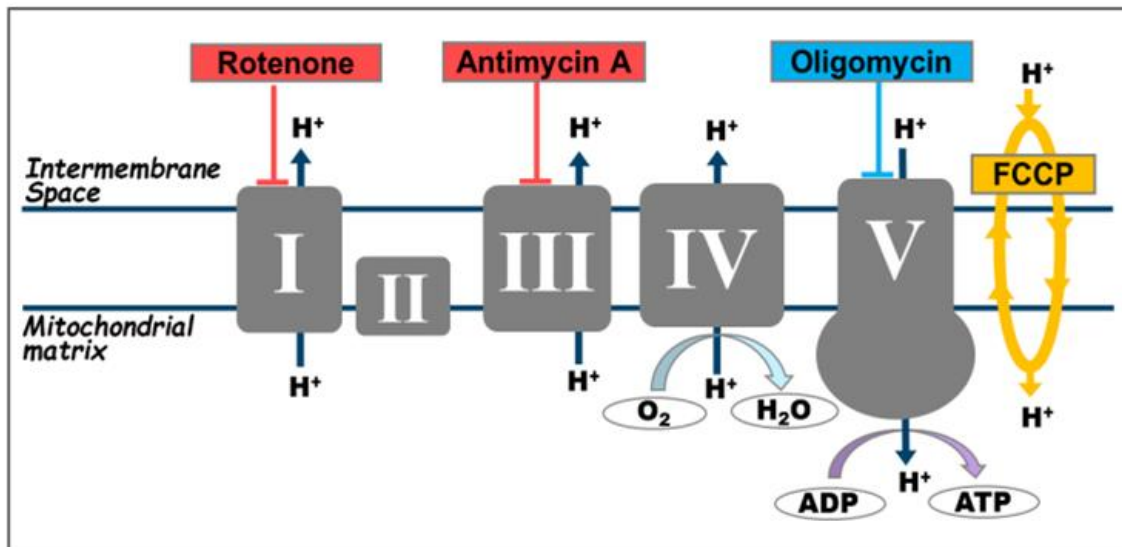 Rotenone
Antimycin A
Oligomycin
H⁺
H⁺
H⁺
H⁺
H⁺
Intermembrane
Space
FCCP
I
II
III
IV
V
Mitochondrial
matrix
H⁺
H⁺
H⁺
O₂
H₂O
H⁺
H⁺
ADP
ATP